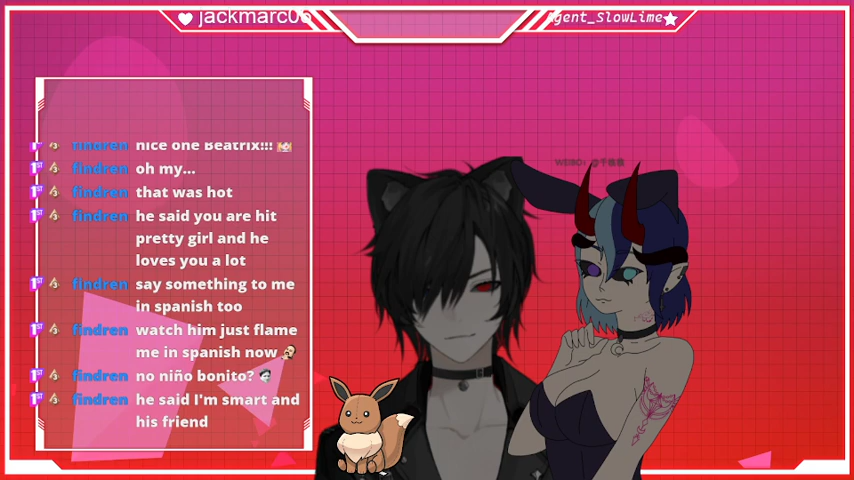 jackmarc06
Agent_SlowLime
findren nice one Beatrix!!!
findren oh my...
findren that was hot
findren he said you are hit
pretty girl and he
loves you a lot
findren say something to me
in spanish too
findren watch him just flame
me in spanish now
findren no niño bonito?
findren he said I'm smart and
his friend